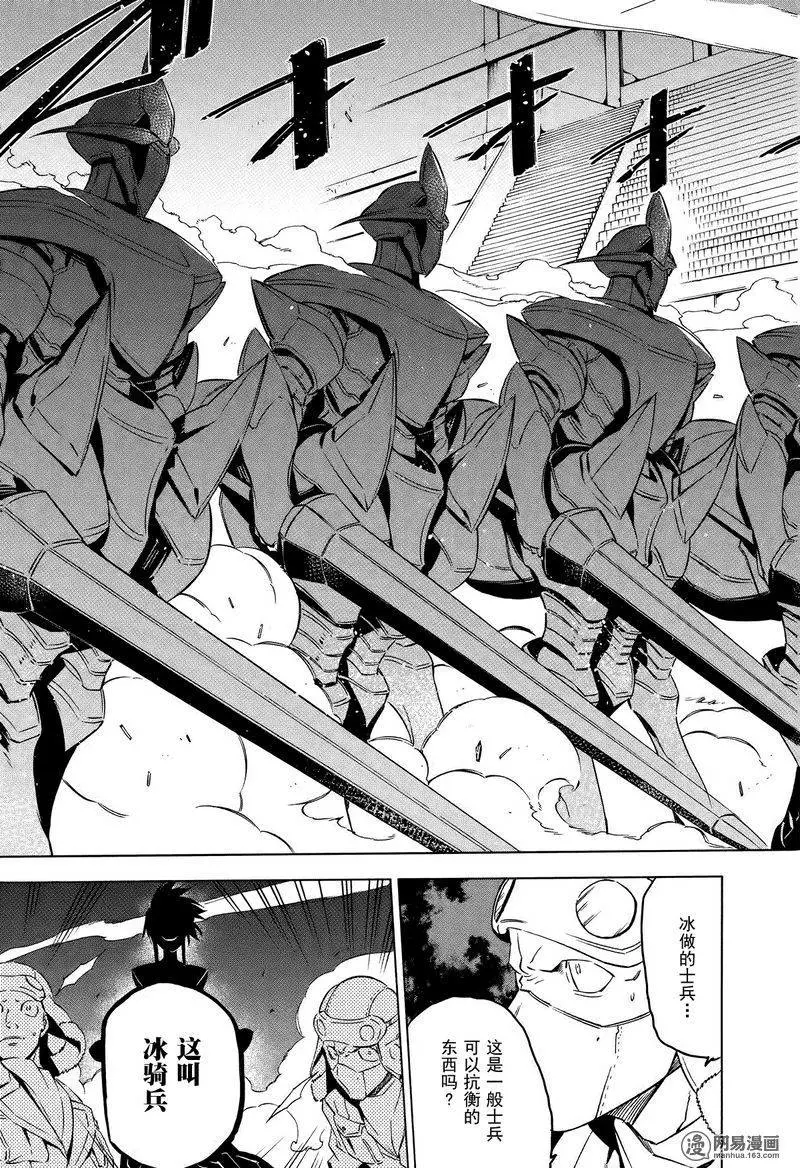 冰做的士兵…
这是一般士兵
可以抗衡的
东西吗？
这叫
冰骑兵
漫 网易漫画
manhua.163.com